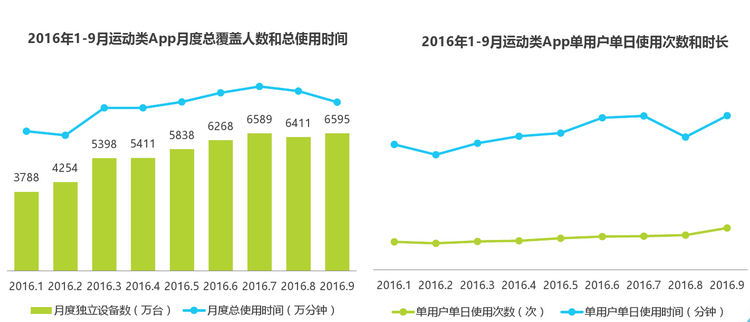 2016年1-9月运动类App月度总覆盖人数和总使用时间
3788
4254
5398
5411
5838
6268
6589
6411
6595
2016.1 2016.2 2016.3 2016.4 2016.5 2016.6 2016.7 2016.8 2016.9
月度独立设备数（万台） 月度总使用时间（万分钟）
2016年1-9月运动类App单用户单日使用次数和时长
2016.1 2016.2 2016.3 2016.4 2016.5 2016.6 2016.7 2016.8 2016.9
单用户单日使用次数（次） 单用户单日使用时间（分钟）